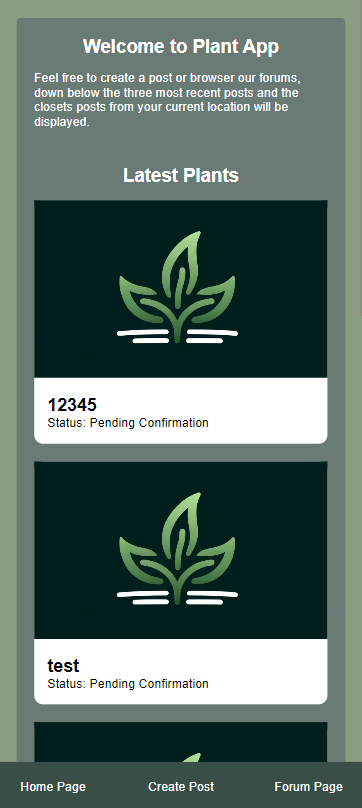 Welcome to Plant App
Feel free to create a post or browser our forums,
down below the three most recent posts and the
closets posts from your current location will be
displayed.
Latest Plants
12345
Status: Pending Confirmation
test
Status: Pending Confirmation
Home Page Create Post Forum Page